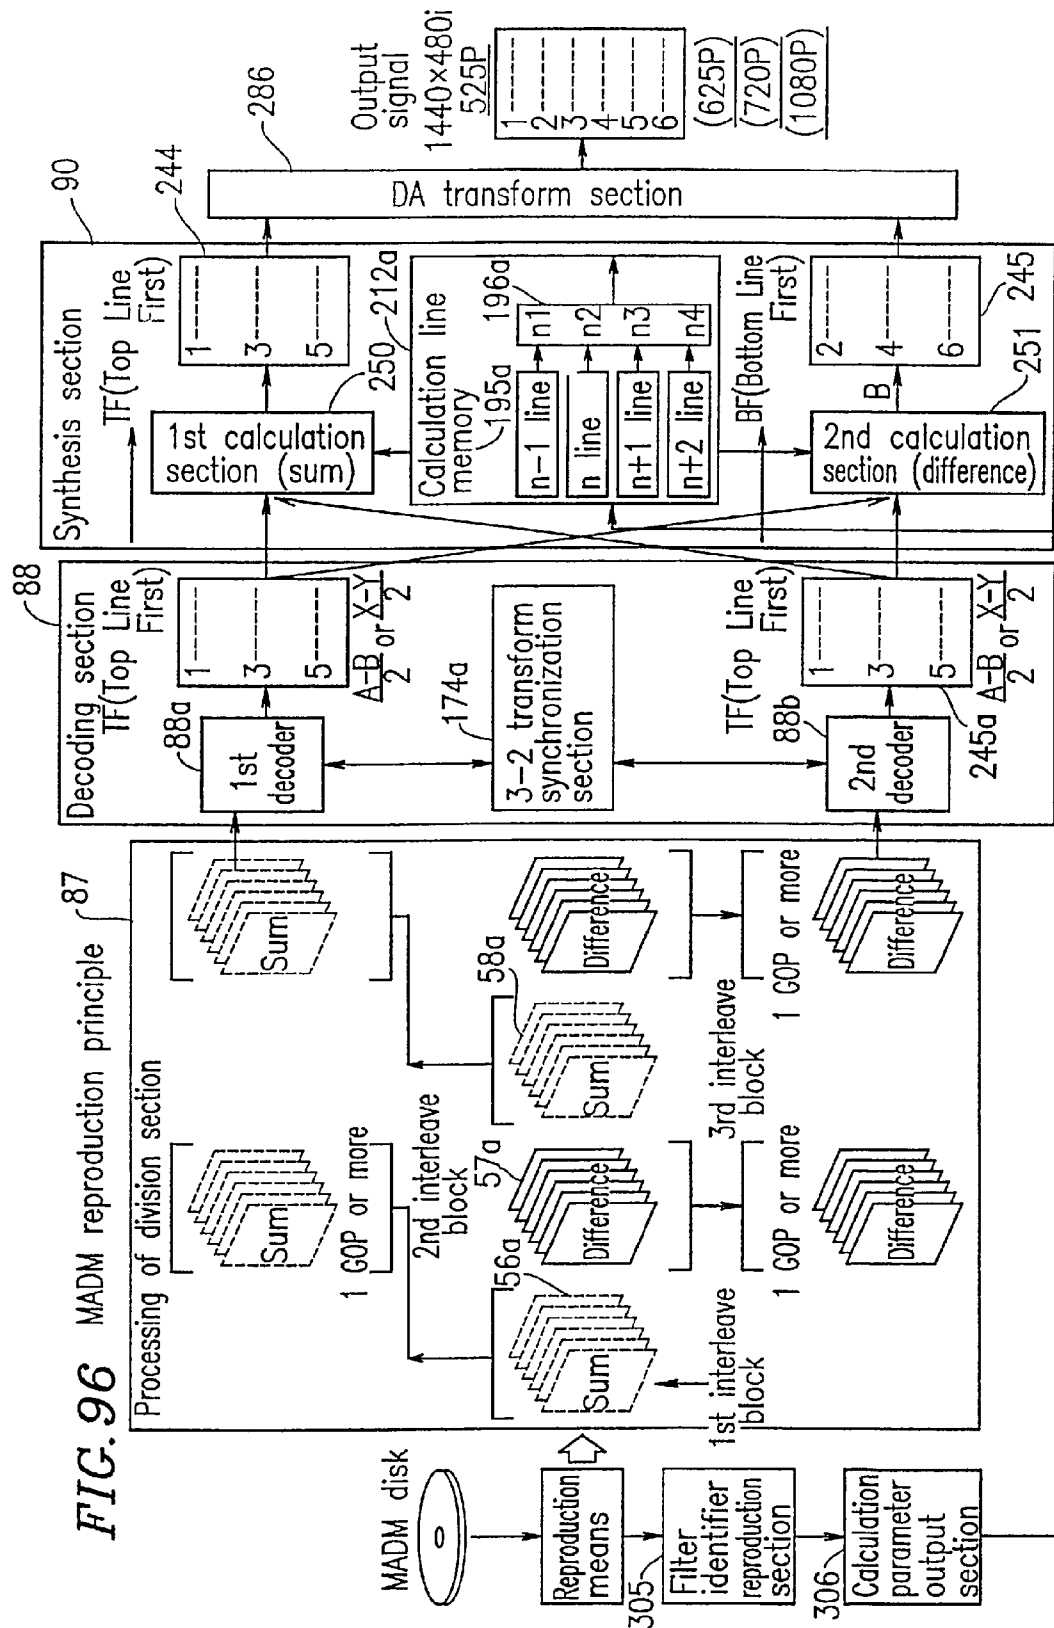 FIG. 96 MADM reproduction principle
87
Processing of division section
MADM disk
Reproduction
means
305
Filter
identifier
reproduction
section
306
Calculation
parameter
output
section
Sum
1 GOP or more
2nd interleave
block
56a
Sum
1st interleave
block
57a
Difference
1 GOP or more
Difference
Sum
58a
Sum
3rd interleave
block
Difference
1 GOP or more
Difference
88
Decoding section
TF(Top Line
First)
88a
1st
decoder
1
3
5
A-B or X-Y
2 2
174a
3-2 transform
synchronization
section
TF(Top Line
First)
88b
2nd
decoder
1
3
5
245a
A-B or X-Y
2 2
90
Synthesis section
TF(Top Line
First)
244
1st calculation
section (sum)
250
1
3
5
212a
Calculation line
memory
195a
196a
n-1 line
n line
n+1 line
n+2 line
n1
n2
n3
n4
BF(Bottom Line
First)
2nd calculation
section (difference)
251
B
2
4
6
245
286
DA transform section
Output
signal
1440×480i
525P
1
2
3
4
5
6
(625P)
(720P)
(1080P)